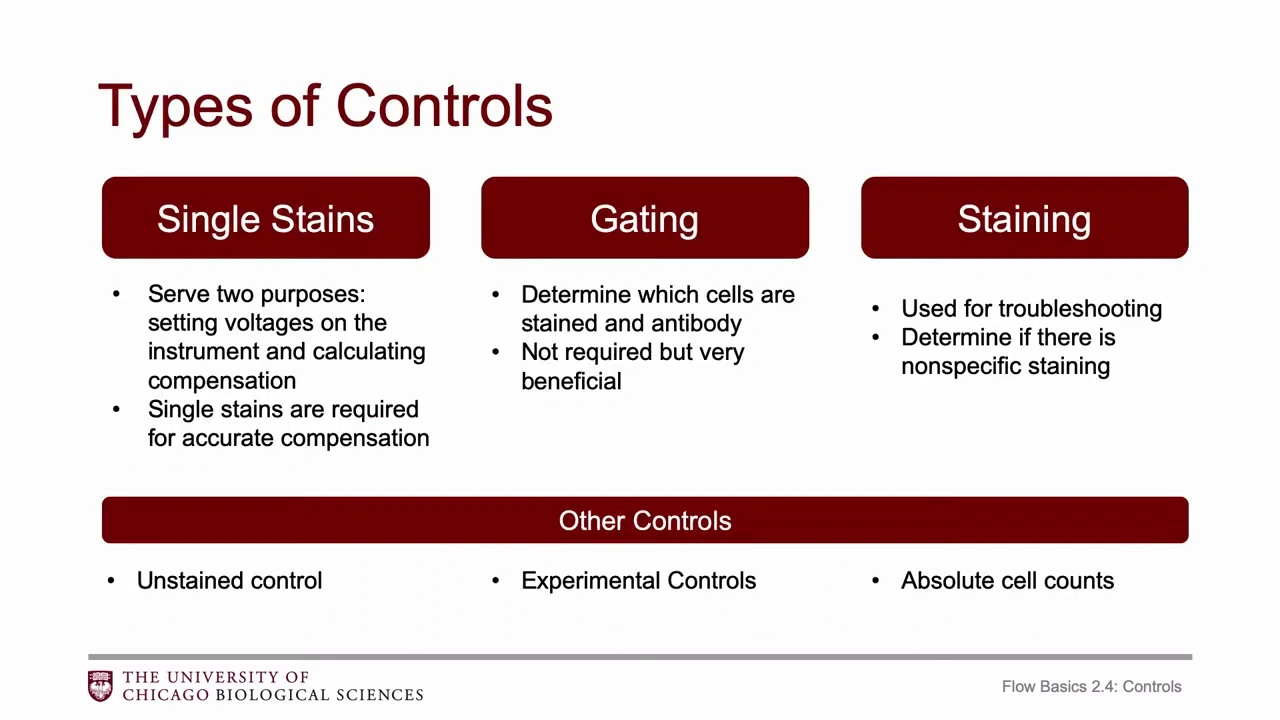 Types of Controls
Single Stains
• Serve two purposes:
setting voltages on the
instrument and calculating
compensation
• Single stains are required
for accurate compensation
Gating
• Determine which cells are
stained and antibody
• Not required but very
beneficial
Staining
• Used for troubleshooting
• Determine if there is
nonspecific staining
Other Controls
• Unstained control
• Experimental Controls
• Absolute cell counts
THE UNIVERSITY OF
CHICAGO BIOLOGICAL SCIENCES
Flow Basics 2.4: Controls